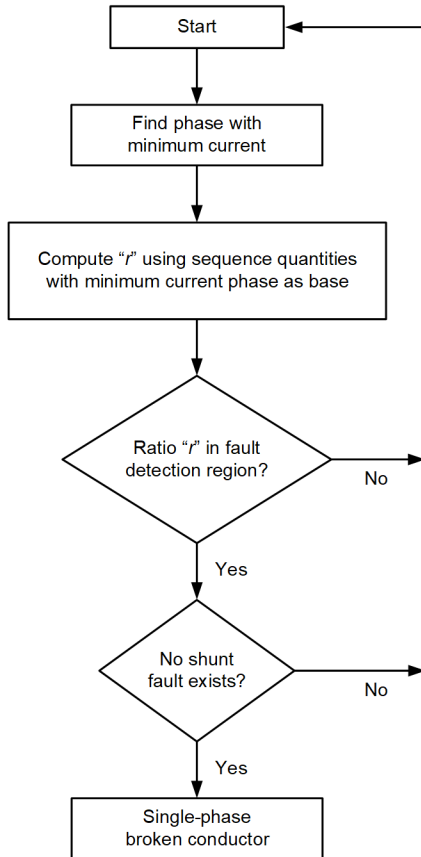 Start
Find phase with
minimum current
Compute “r” using sequence quantities
with minimum current phase as base
Ratio “r” in fault
detection region?
No
Yes
No shunt
fault exists?
No
Yes
Single-phase
broken conductor